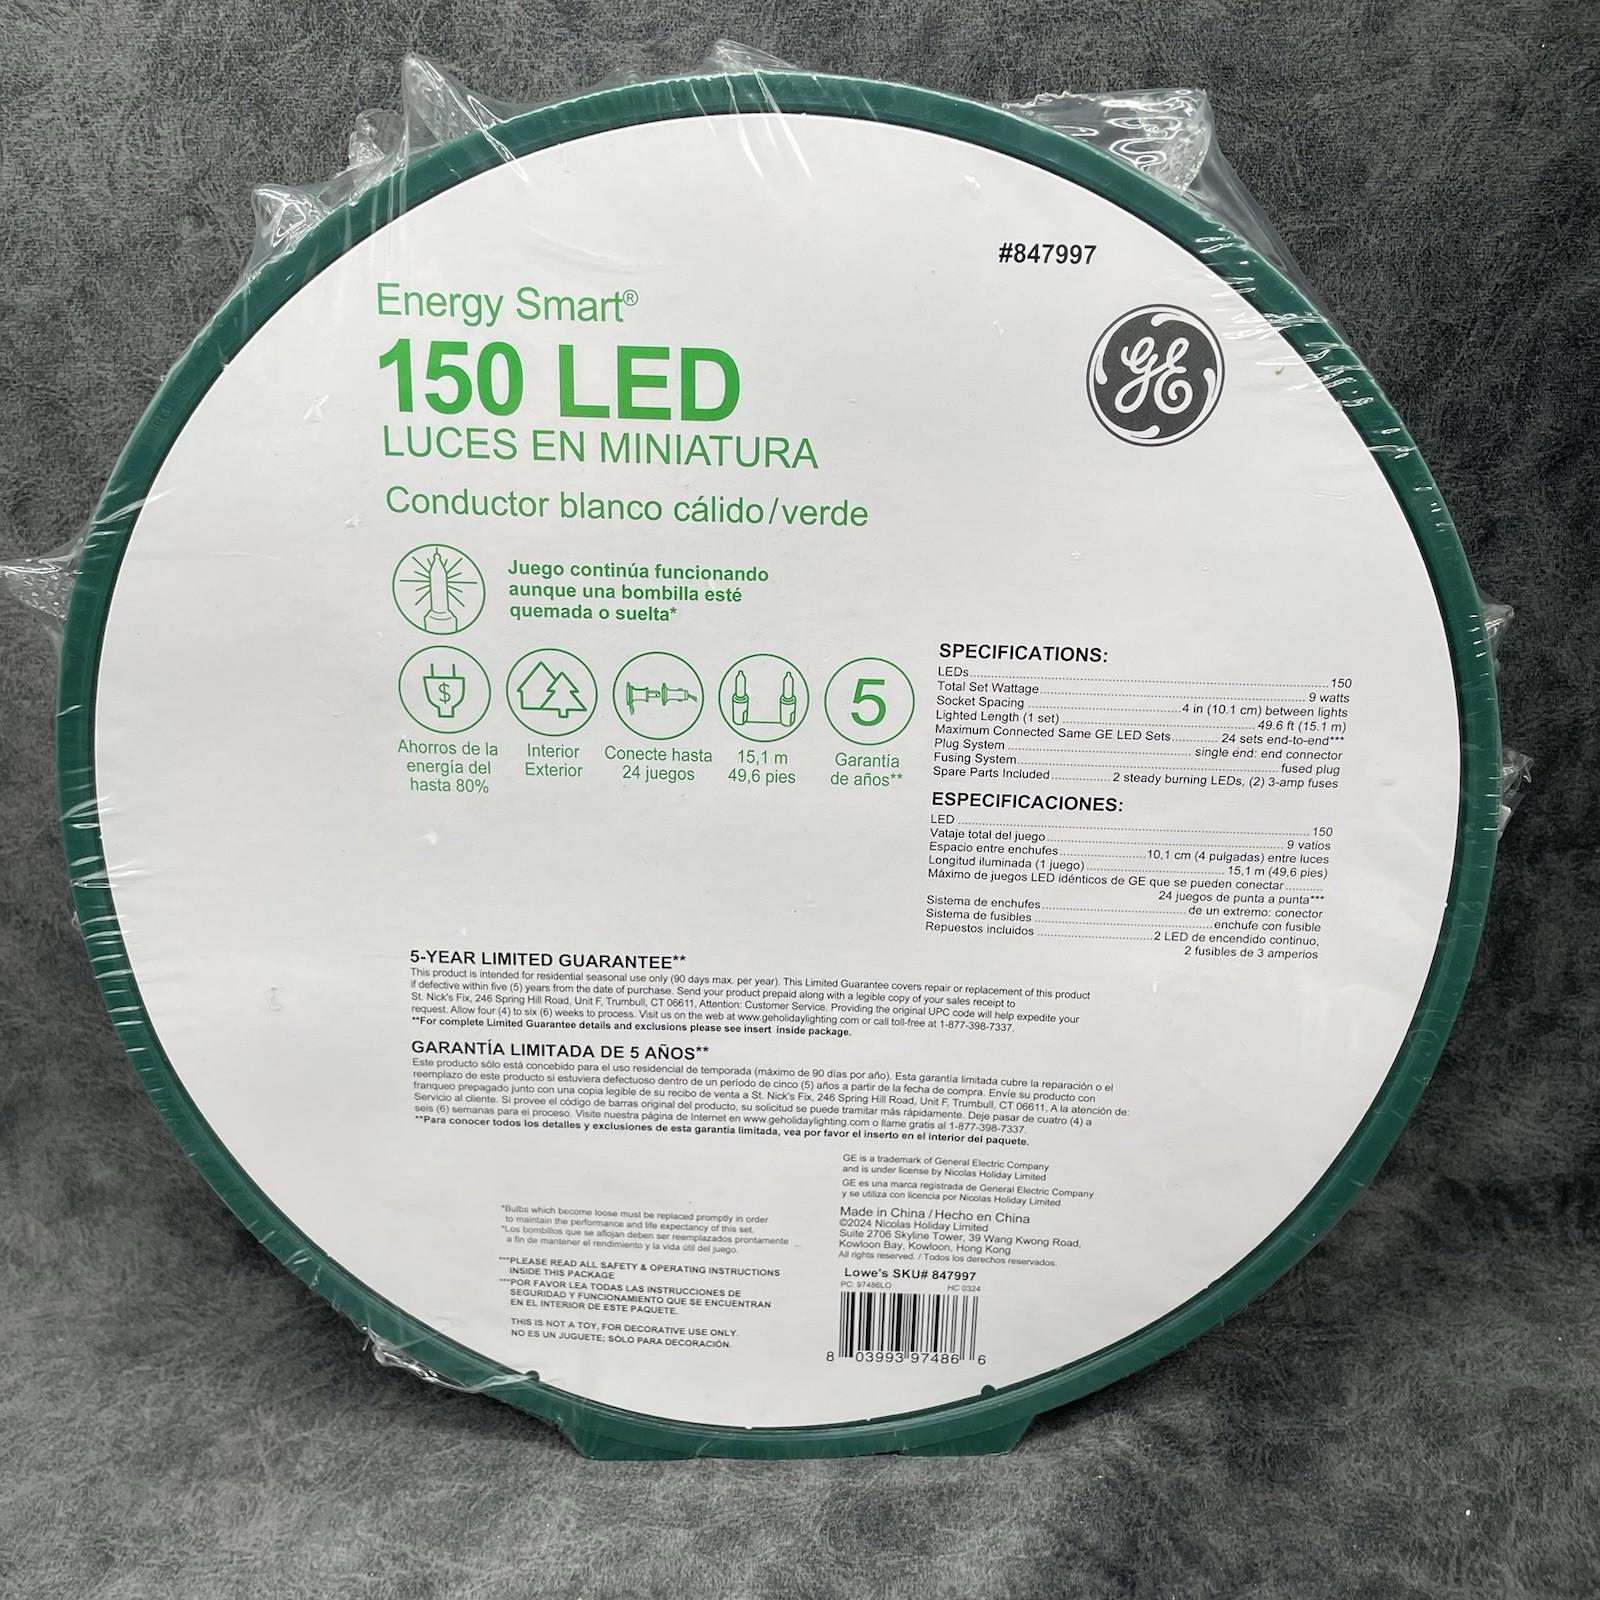 #847997
GE
Energy Smart®
150 LED
LUCES EN MINIATURA
Conductor blanco cálido/verde
Juego continúa funcionando
aunque una bombilla esté
quemada o suelta*
$
Ahorros de la
energía del
hasta 80%
Interior
Exterior
Conecte hasta
24 juegos
15,1 m
49,6 pies
5
Garantía
de años**
SPECIFICATIONS:
LEDs....................150
Total Set Wattage....................9 watts
Socket Spacing ....................4 in (10.1 cm) between lights
Lighted Length (1 set) ....................49.6 ft (15.1 m)
Maximum Connected Same GE LED Sets............24 sets end-to-end***
Plug System ....................single end: end connector
Fusing System....................fused plug
Spare Parts Included...............2 steady burning LEDs, (2) 3-amp fuses
ESPECIFICACIONES:
LED ....................150
Vataje total del juego....................9 vatios
Espacio entre enchufes....................10,1 cm (4 pulgadas) entre luces
Longitud iluminada (1 juego)....................15,1 m (49,6 pies)
Máximo de juegos LED idénticos de GE que se pueden conectar ..........
24 juegos de punta a punta***
Sistema de enchufes....................de un extremo: conector
Sistema de fusibles ....................enchufe con fusible
Repuestos incluidos ....................2 LED de encendido continuo,
2 fusibles de 3 amperios
5-YEAR LIMITED GUARANTEE**
This product is intended for residential seasonal use only (90 days max. per year). This Limited Guarantee covers repair or replacement of this product
if defective within five (5) years from the date of purchase. Send your product prepaid along with a legible copy of your sales receipt to
St. Nick's Fix, 246 Spring Hill Road, Unit F, Trumbull, CT 06611, Attention: Customer Service. Providing the original UPC code will help expedite your
request. Allow four (4) to six (6) weeks to process. Visit us on the web at www.geholidaylighting.com or call toll-free at 1-877-398-7337.
**For complete Limited Guarantee details and exclusions please see insert inside package.
GARANTÍA LIMITADA DE 5 AÑOS**
Este producto sólo está concebido para el uso residencial de temporada (máximo de 90 días por año). Esta garantía limitada cubre la reparación o el
reemplazo de este producto si estuviera defectuoso dentro de un período de cinco (5) años a partir de la fecha de compra. Envíe su producto con
franqueo prepagado junto con una copia legible de su recibo de venta a St. Nick's Fix, 246 Spring Hill Road, Unit F, Trumbull, CT 06611, A la atención de:
Servicio al cliente. Si provee el código de barras original del producto, su solicitud se puede tramitar más rápidamente. Deje pasar de cuatro (4) a
seis (6) semanas para el proceso. Visite nuestra página de Internet en www.geholidaylighting.com o llame gratis al 1-877-398-7337.
**Para conocer todos los detalles y exclusiones de esta garantía limitada, vea por favor el inserto en el interior del paquete.
GE is a trademark of General Electric Company
and is under license by Nicolas Holiday Limited
GE es una marca registrada de General Electric Company
y se utiliza con licencia por Nicolas Holiday Limited
Made in China / Hecho en China
©2024 Nicolas Holiday Limited
Suite 2706 Skyline Tower, 39 Wang Kwong Road,
Kowloon Bay, Kowloon, Hong Kong
All rights reserved. / Todos los derechos reservados.
*Bulbs which become loose must be replaced promptly in order
to maintain the performance and life expectancy of this set.
*Los bombillos que se aflojan deben ser reemplazados prontamente
a fin de mantener el rendimiento y la vida útil del juego.
***PLEASE READ ALL SAFETY & OPERATING INSTRUCTIONS
INSIDE THIS PACKAGE
***POR FAVOR LEA TODAS LAS INSTRUCCIONES DE
SEGURIDAD Y FUNCIONAMIENTO QUE SE ENCUENTRAN
EN EL INTERIOR DE ESTE PAQUETE.
THIS IS NOT A TOY, FOR DECORATIVE USE ONLY.
NO ES UN JUGUETE; SÓLO PARA DECORACIÓN.
Lowe's SKU# 847997
PC: 97486LO HC 0324
8 03993 97486 6